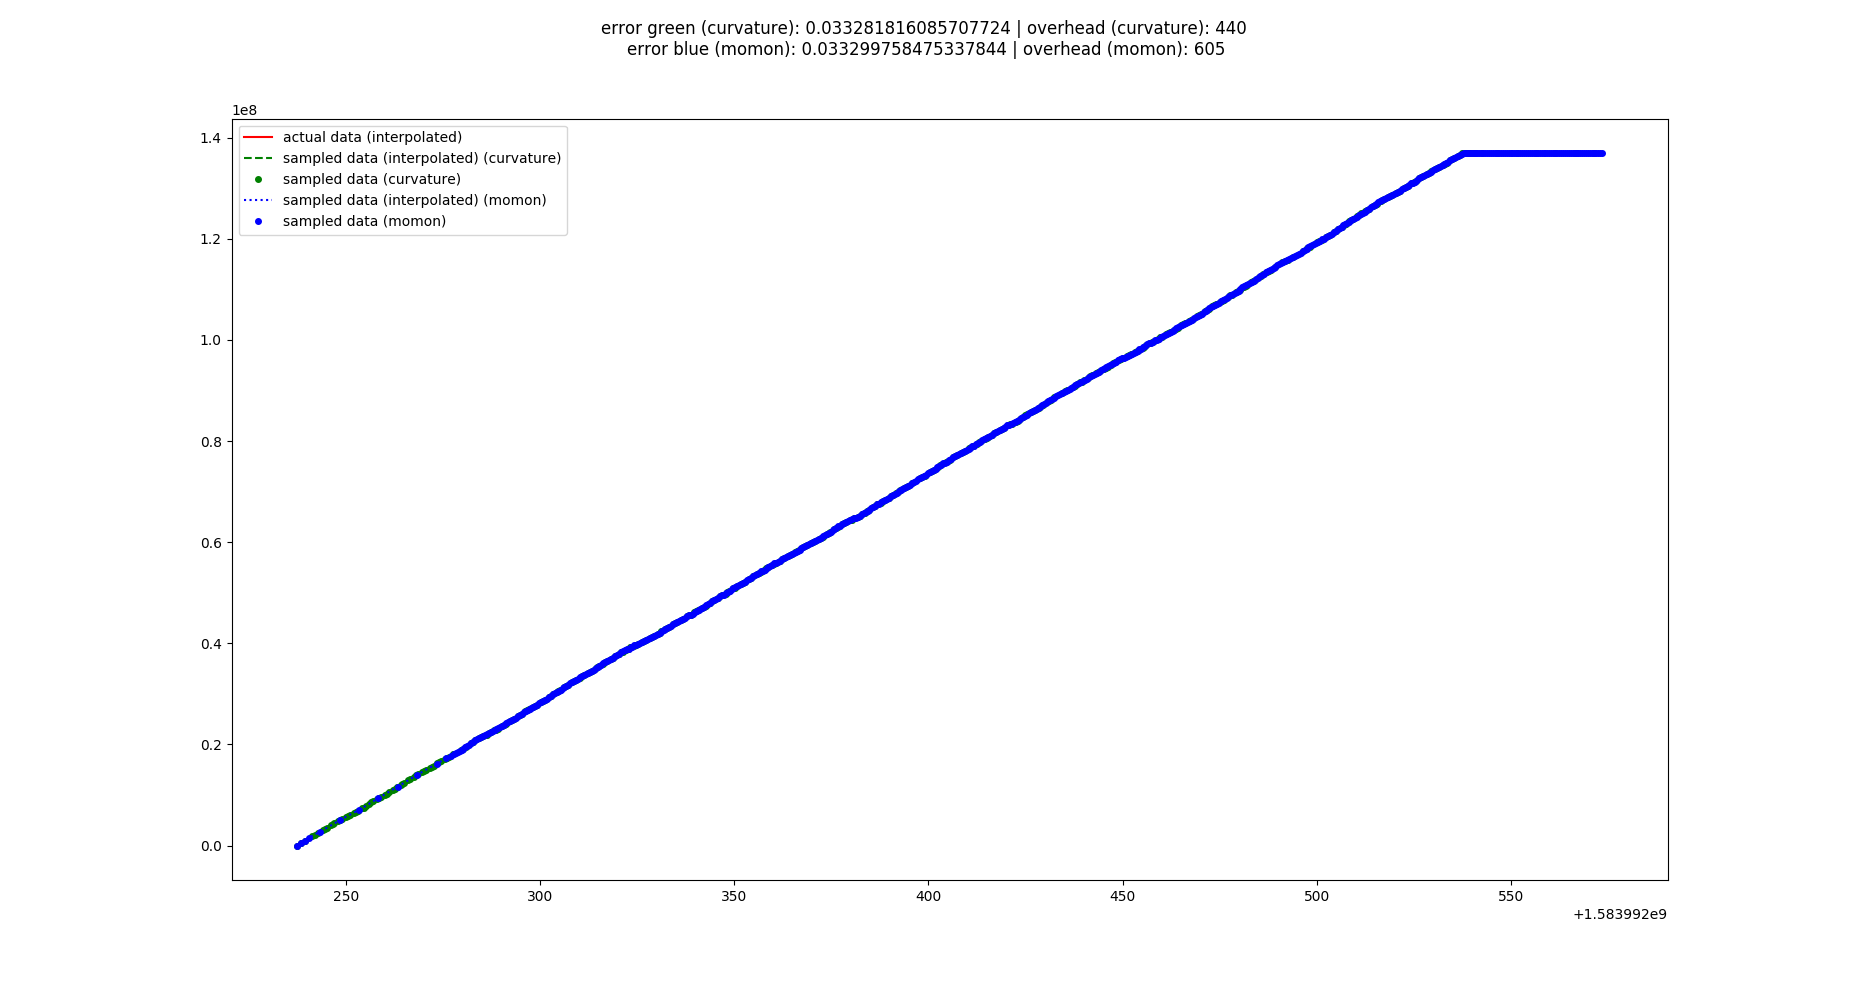 error green (curvature): 0.033281816085707724 | overhead (curvature): 440
error blue (momon): 0.033299758475337844 | overhead (momon): 605
1e8
1.4
1.2
1.0
0.8
0.6
0.4
0.2
0.0
actual data (interpolated)
sampled data (interpolated) (curvature)
sampled data (curvature)
sampled data (interpolated) (momon)
sampled data (momon)
250 300 350 400 450 500 550
+1.583992e9